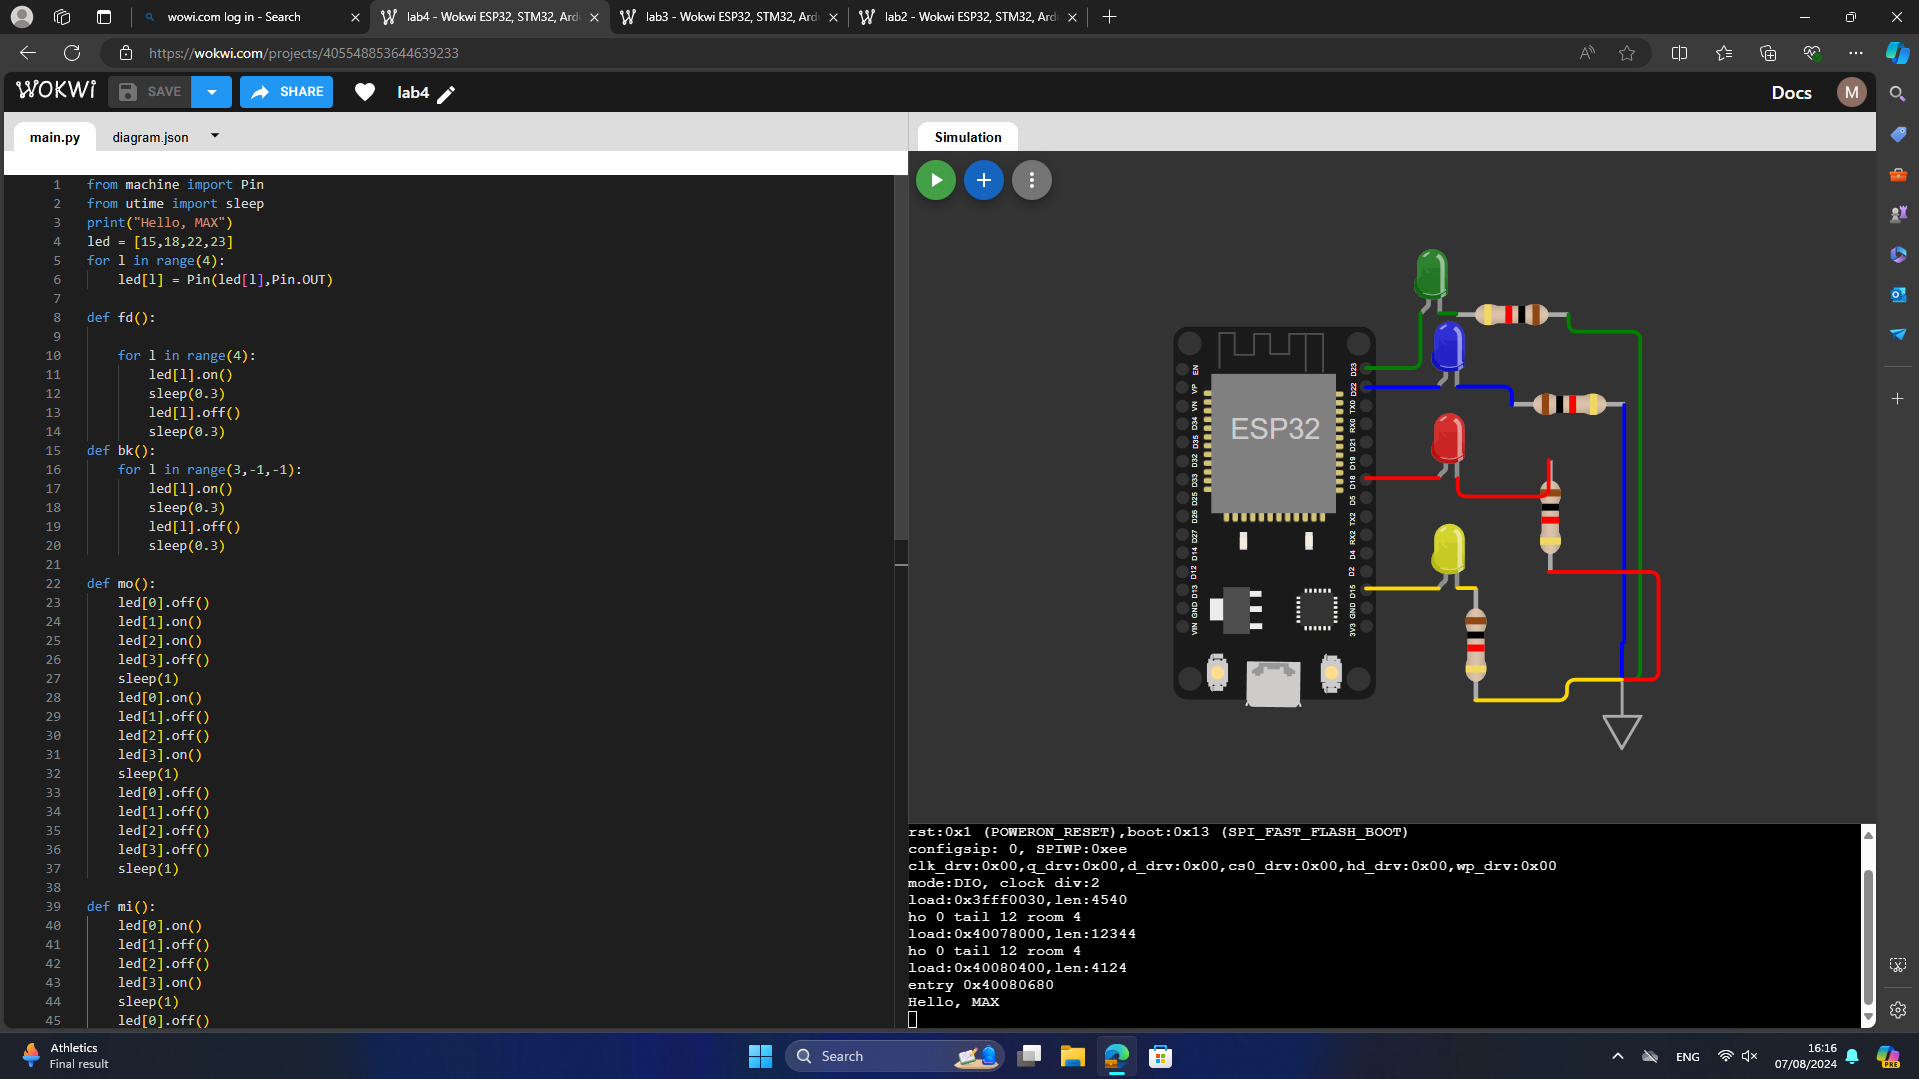 wowi.com log in - Search
lab4 - Wokwi ESP32, STM32, Ard
lab3 - Wokwi ESP32, STM32, Ard
lab2 - Wokwi ESP32, STM32, Ard
https://wokwi.com/projects/405548853644639233
WOKWi
SAVE
SHARE
lab4
Docs
M
main.py
diagram.json
Simulation
1 from machine import Pin
2 from utime import sleep
3 print("Hello, MAX")
4 led = [15,18,22,23]
5 for l in range(4):
6 led[l] = Pin(led[l],Pin.OUT)
7
8 def fd():
9
10 for l in range(4):
11 led[l].on()
12 sleep(0.3)
13 led[l].off()
14 sleep(0.3)
15 def bk():
16 for l in range(3,-1,-1):
17 led[l].on()
18 sleep(0.3)
19 led[l].off()
20 sleep(0.3)
21
22 def mo():
23 led[0].off()
24 led[1].on()
25 led[2].on()
26 led[3].off()
27 sleep(1)
28 led[0].on()
29 led[1].off()
30 led[2].off()
31 led[3].on()
32 sleep(1)
33 led[0].off()
34 led[1].off()
35 led[2].off()
36 led[3].off()
37 sleep(1)
38
39 def mi():
40 led[0].on()
41 led[1].off()
42 led[2].off()
43 led[3].on()
44 sleep(1)
45 led[0].off()
ESP32
EN
VP
VN
D34
D35
D32
D33
D25
D26
D27
D14
D12
D13
GND
VIN
D23
D22
TX0
RX0
D21
D19
D18
D5
TX2
RX2
D4
D2
D15
GND
3V3
rst:0x1 (POWERON_RESET),boot:0x13 (SPI_FAST_FLASH_BOOT)
configsip: 0, SPIWP:0xee
clk_drv:0x00,q_drv:0x00,d_drv:0x00,cs0_drv:0x00,hd_drv:0x00,wp_drv:0x00
mode:DIO, clock div:2
load:0x3fff0030,len:4540
ho 0 tail 12 room 4
load:0x40078000,len:12344
ho 0 tail 12 room 4
load:0x40080400,len:4124
entry 0x40080680
Hello, MAX
Athletics
Final result
Search
ENG
16:16
07/08/2024
PRE